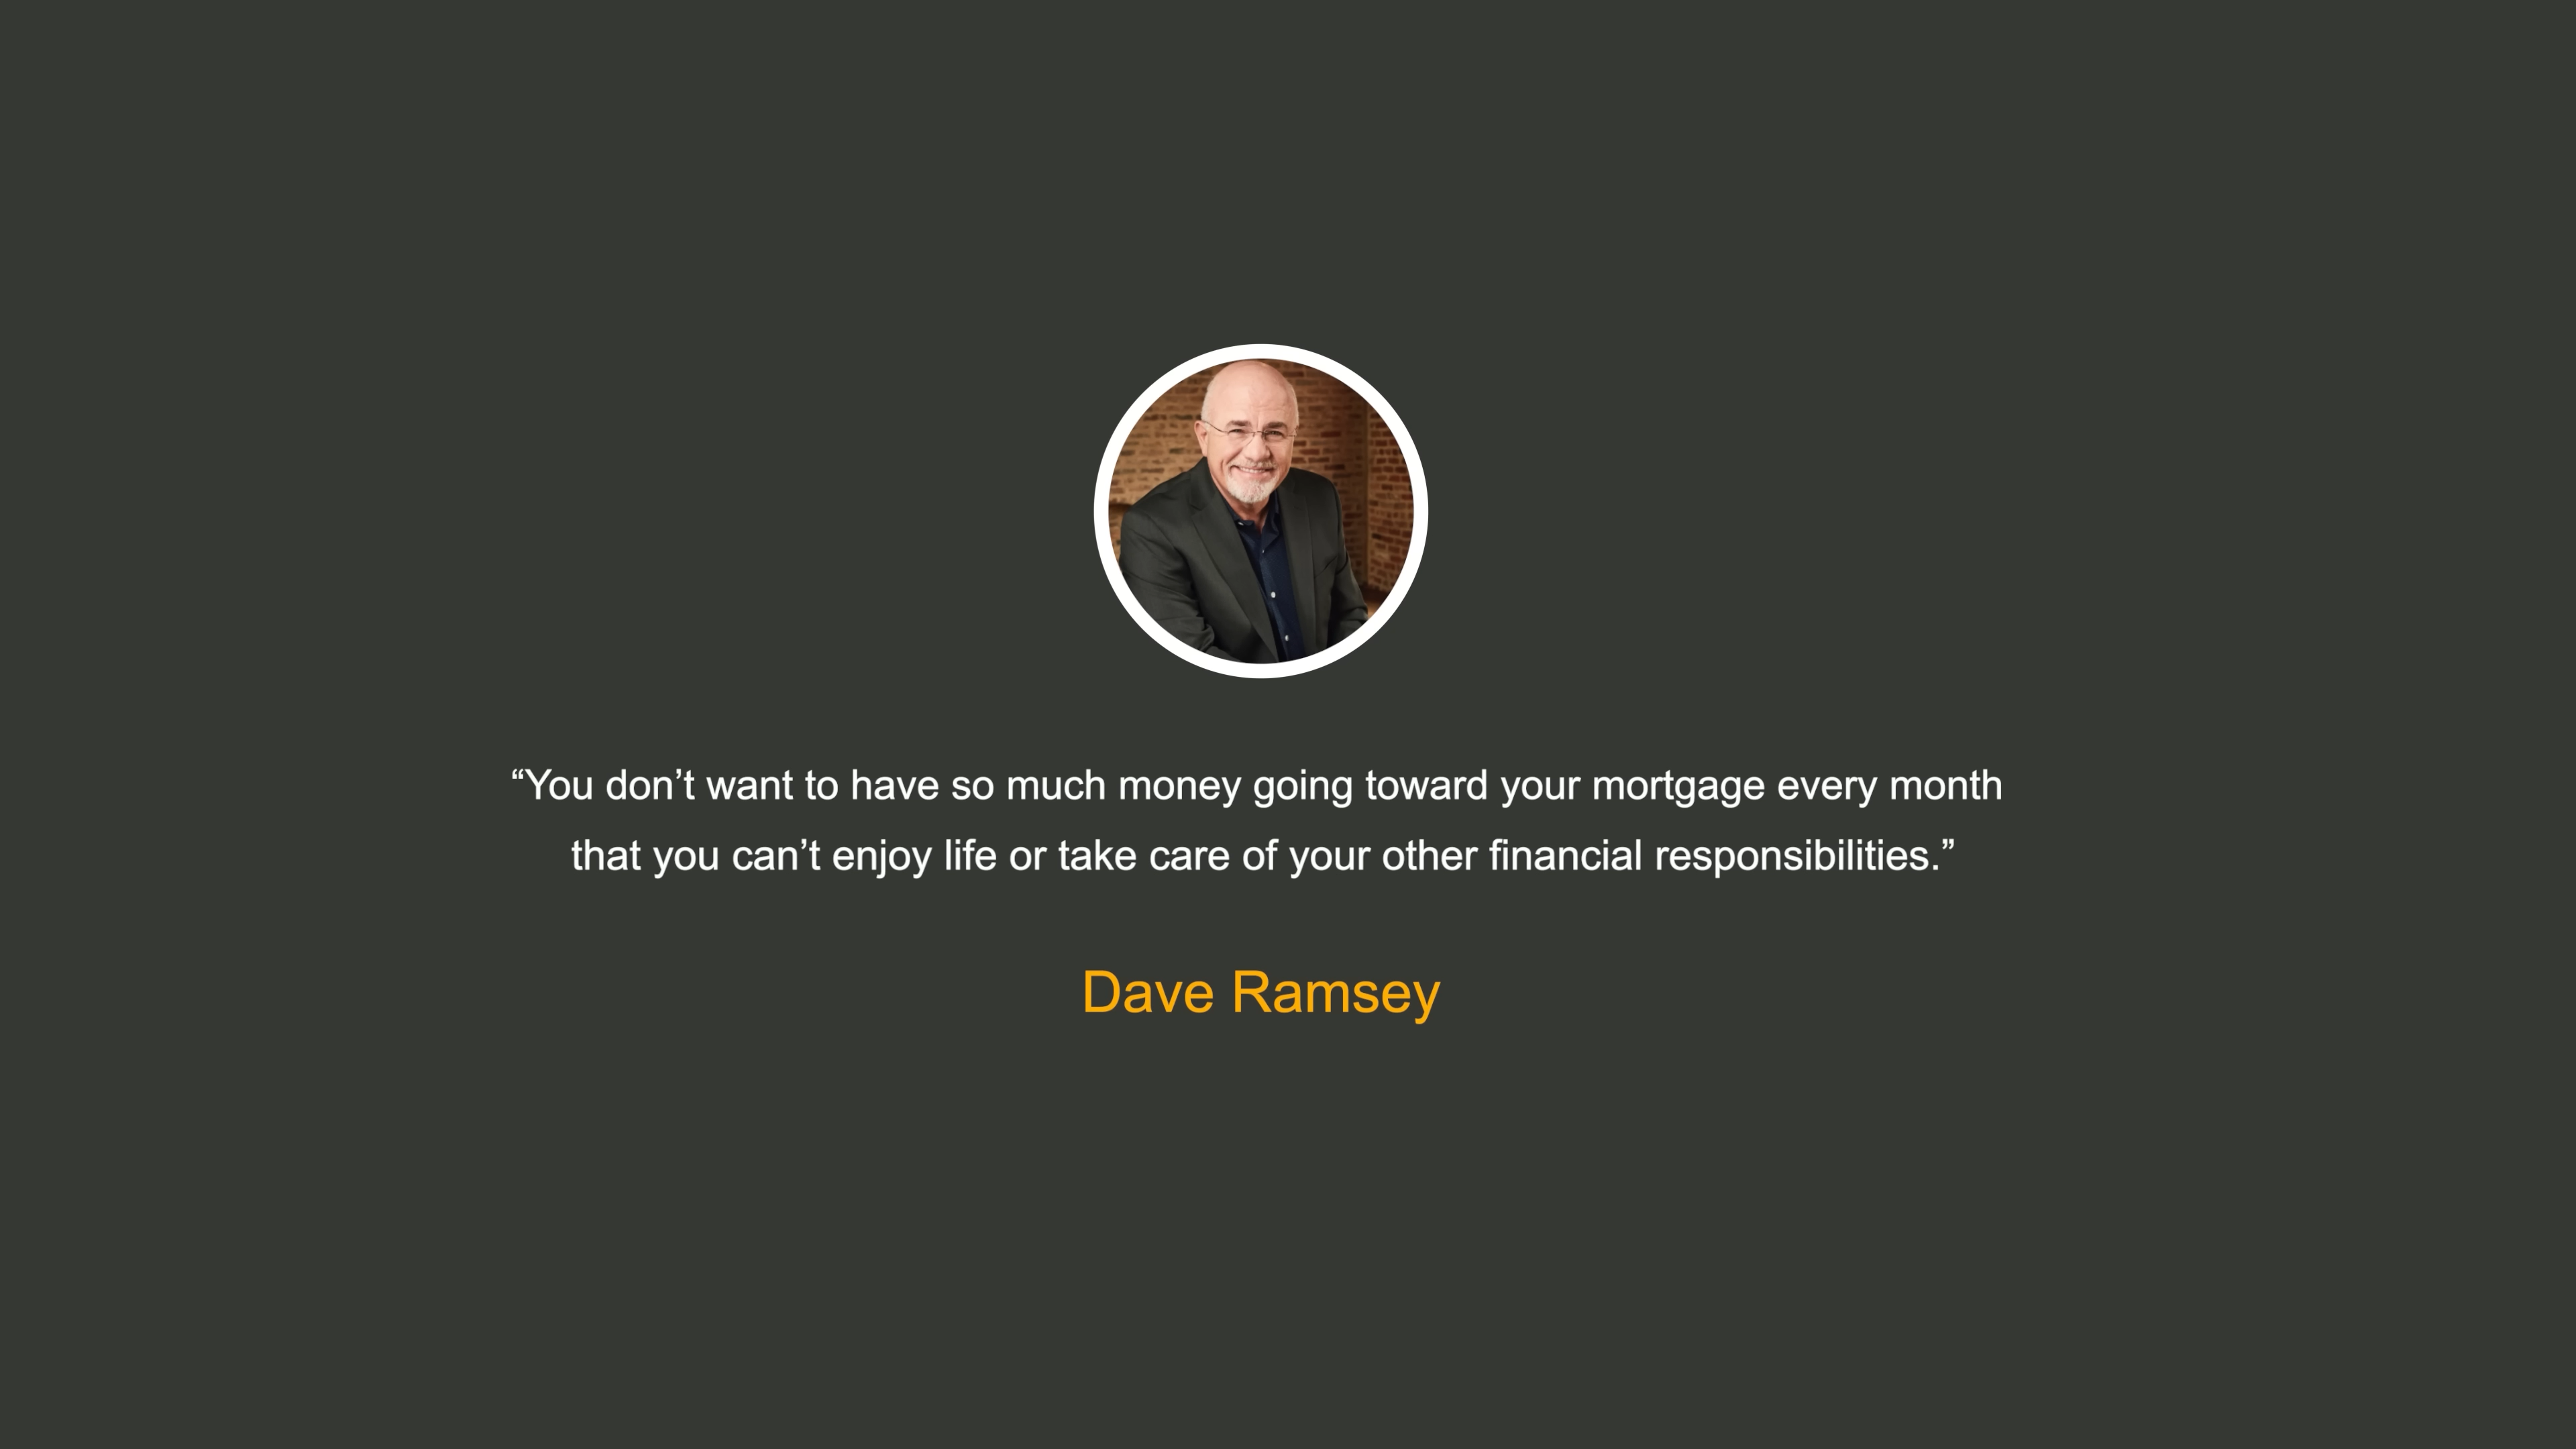 “You don’t want to have so much money going toward your mortgage every month
that you can’t enjoy life or take care of your other financial responsibilities.”
Dave Ramsey